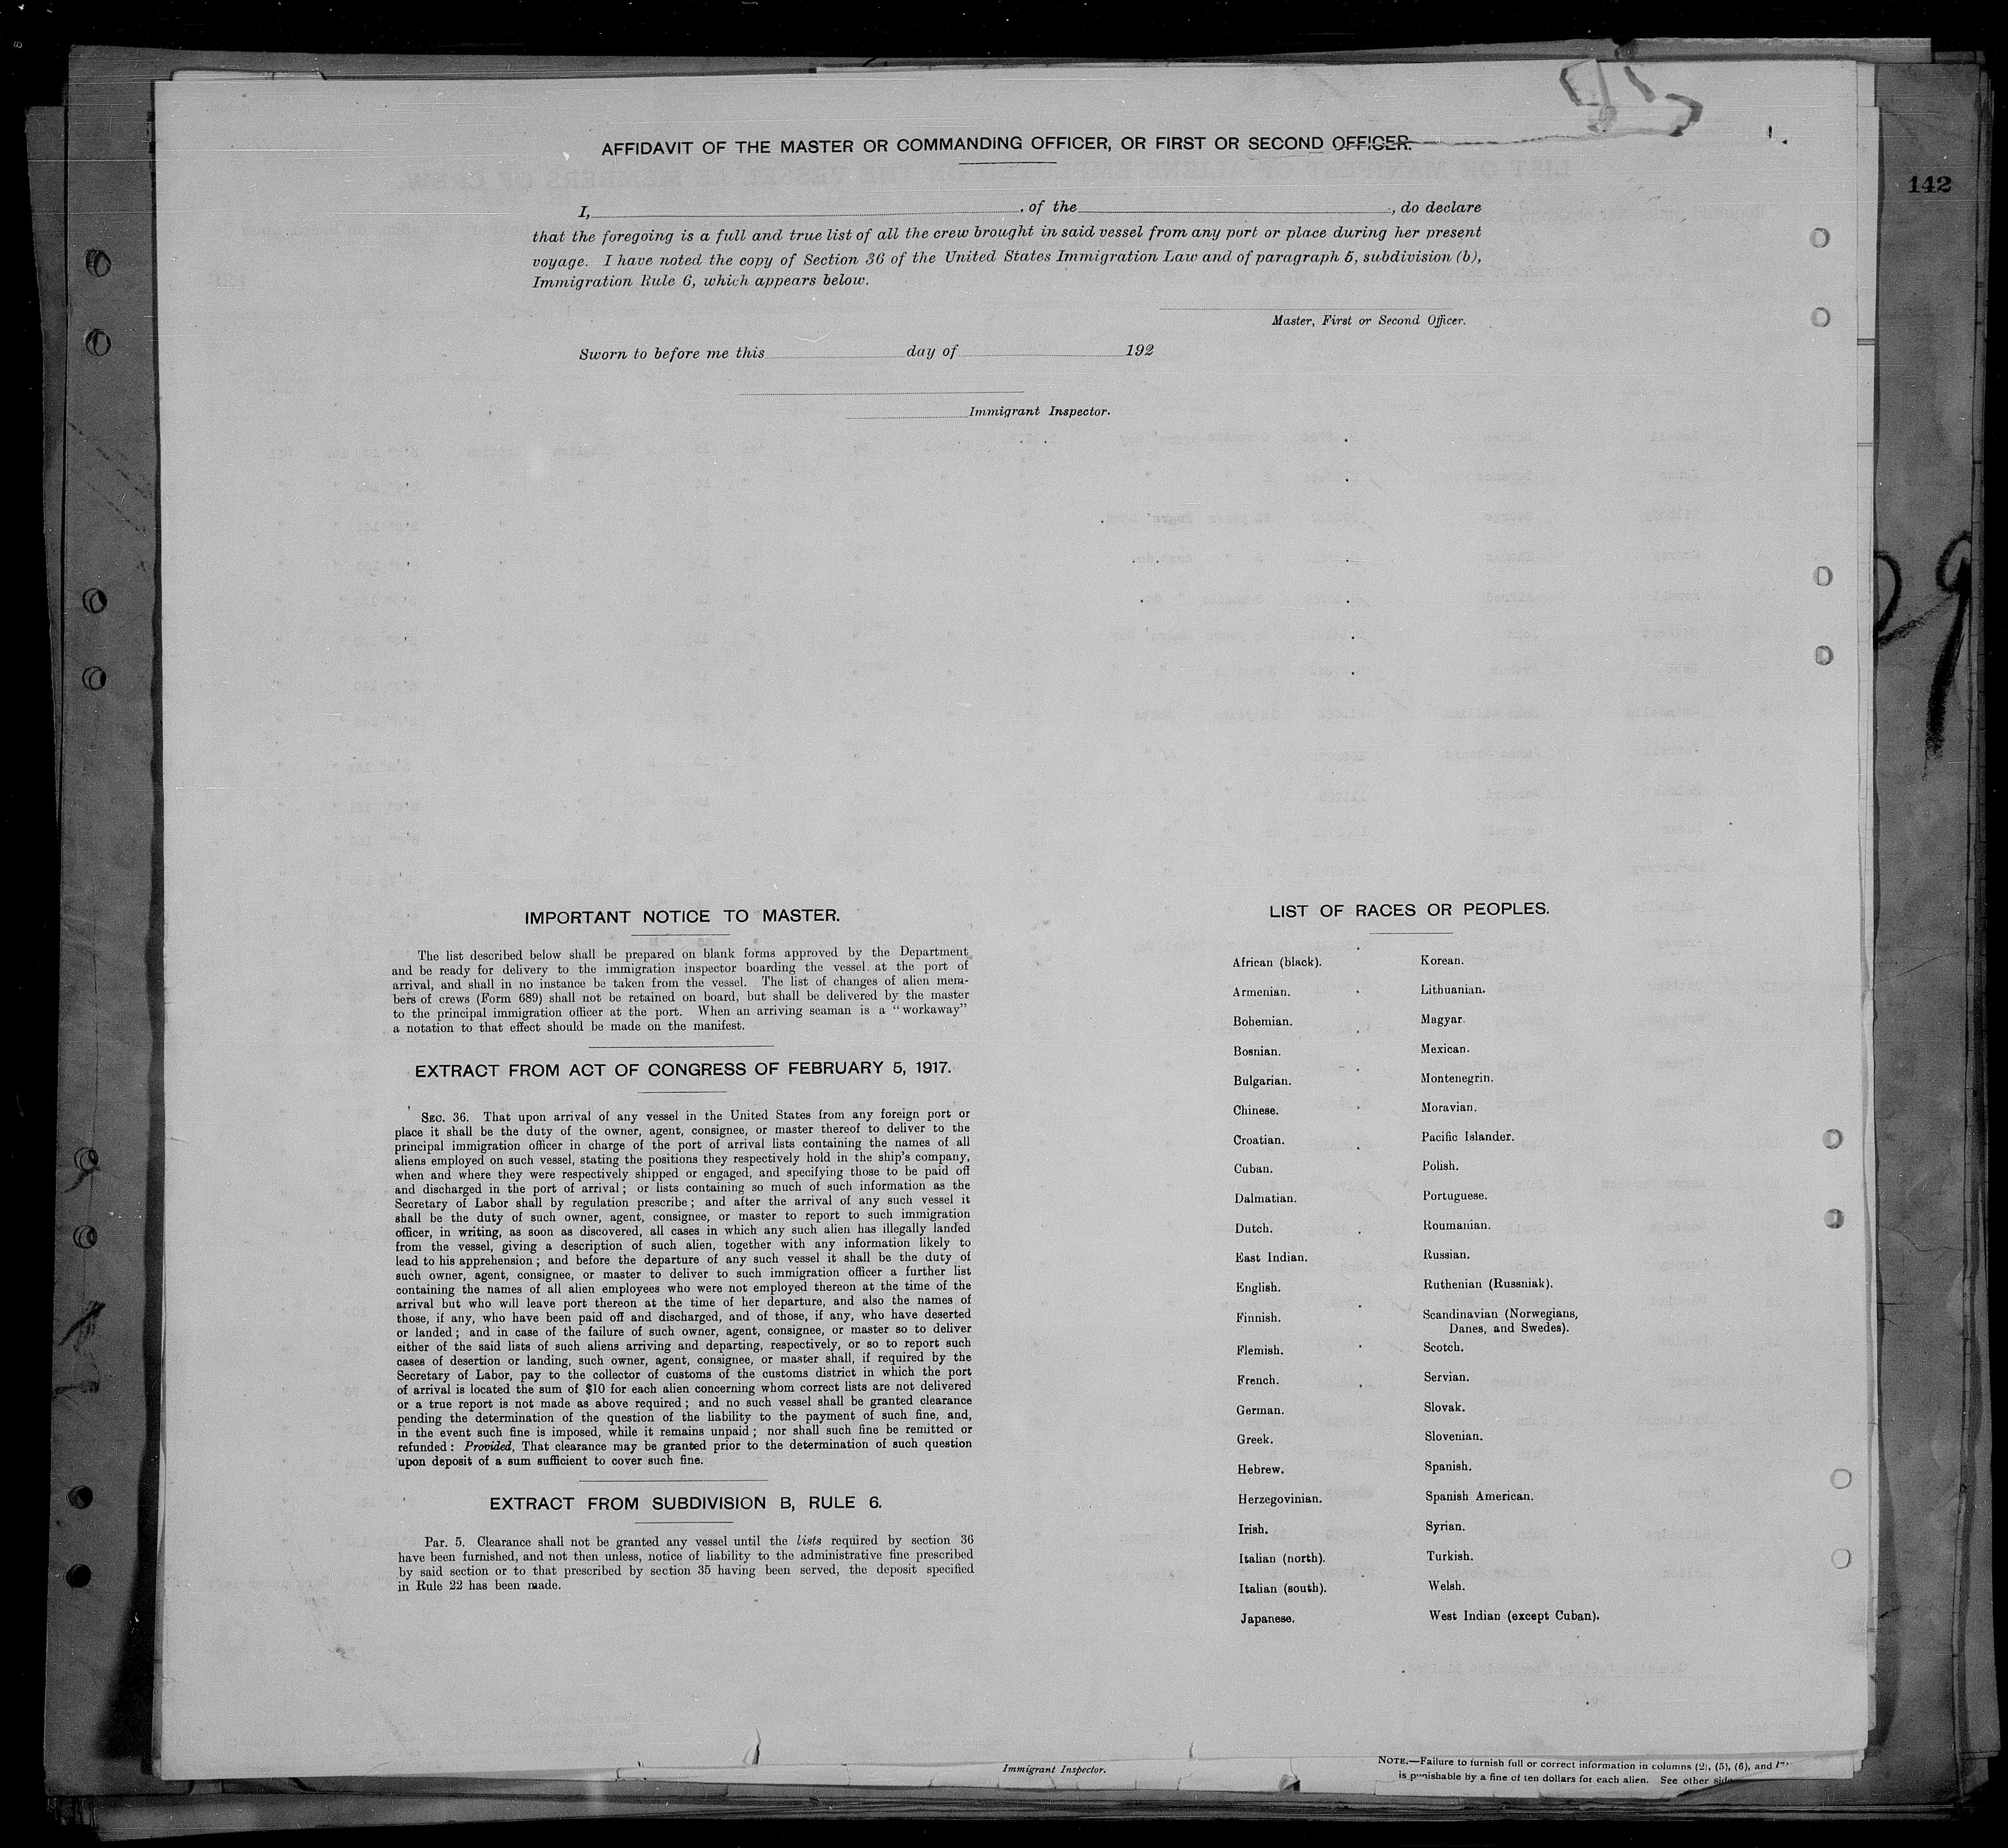 AFFIDAVIT OF THE MASTER OR COMMANDING OFFICER, OR FIRST OR SECOND OFFICER.
142
I, , of the , do declare
that the foregoing is a full and true list of all the crew brought in said vessel from any port or place during her present
voyage. I have noted the copy of Section 36 of the United States Immigration Law and of paragraph 5, subdivision (b),
Immigration Rule 6, which appears below.
Master, First or Second Officer.
Sworn to before me this day of 192
Immigrant Inspector.
IMPORTANT NOTICE TO MASTER.
The list described below shall be prepared on blank forms approved by the Department
and be ready for delivery to the immigration inspector boarding the vessel at the port of
arrival, and shall in no instance be taken from the vessel. The list of changes of alien mem-
bers of crews (Form 689) shall not be retained on board, but shall be delivered by the master
to the principal immigration officer at the port. When an arriving seaman is a "workaway"
a notation to that effect should be made on the manifest.
EXTRACT FROM ACT OF CONGRESS OF FEBRUARY 5, 1917.
SEC. 36. That upon arrival of any vessel in the United States from any foreign port or
place it shall be the duty of the owner, agent, consignee, or master thereof to deliver to the
principal immigration officer in charge of the port of arrival lists containing the names of all
aliens employed on such vessel, stating the positions they respectively hold in the ship's company,
when and where they were respectively shipped or engaged, and specifying those to be paid off
and discharged in the port of arrival; or lists containing so much of such information as the
Secretary of Labor shall by regulation prescribe; and after the arrival of any such vessel it
shall be the duty of such owner, agent, consignee, or master to report to such immigration
officer, in writing, as soon as discovered, all cases in which any such alien has illegally landed
from the vessel, giving a description of such alien, together with any information likely to
lead to his apprehension; and before the departure of any such vessel it shall be the duty of
such owner, agent, consignee, or master to deliver to such immigration officer a further list
containing the names of all alien employees who were not employed thereon at the time of the
arrival but who will leave port thereon at the time of her departure, and also the names of
those, if any, who have been paid off and discharged, and of those, if any, who have deserted
or landed; and in case of the failure of such owner, agent, consignee, or master so to deliver
either of the said lists of such aliens arriving and departing, respectively, or so to report such
cases of desertion or landing, such owner, agent, consignee, or master shall, if required by the
Secretary of Labor, pay to the collector of customs of the customs district in which the port
of arrival is located the sum of $10 for each alien concerning whom correct lists are not delivered
or a true report is not made as above required; and no such vessel shall be granted clearance
pending the determination of the question of the liability to the payment of such fine, and,
in the event such fine is imposed, while it remains unpaid; nor shall such fine be remitted or
refunded: Provided, That clearance may be granted prior to the determination of such question
upon deposit of a sum sufficient to cover such fine.
EXTRACT FROM SUBDIVISION B, RULE 6.
Par. 5. Clearance shall not be granted any vessel until the lists required by section 36
have been furnished, and not then unless, notice of liability to the administrative fine prescribed
by said section or to that prescribed by section 35 having been served, the deposit specified
in Rule 22 has been made.
LIST OF RACES OR PEOPLES.
African (black).
Armenian.
Bohemian.
Bosnian.
Bulgarian.
Chinese.
Croatian.
Cuban.
Dalmatian.
Dutch.
East Indian.
English.
Finnish.
Flemish.
French.
German.
Greek.
Hebrew.
Herzegovinian.
Irish.
Italian (north).
Italian (south).
Japanese.
Korean.
Lithuanian.
Magyar.
Mexican.
Montenegrin.
Moravian.
Pacific Islander.
Polish.
Portuguese.
Roumanian.
Russian.
Ruthenian (Russniak).
Scandinavian (Norwegians,
Danes, and Swedes).
Scotch.
Servian.
Slovak.
Slovenian.
Spanish.
Spanish American.
Syrian.
Turkish.
Welsh.
West Indian (except Cuban).
Immigrant Inspector.
NOTE.—Failure to furnish full or correct information in columns (2), (5), (6), and
is punishable by a fine of ten dollars for each alien. See other